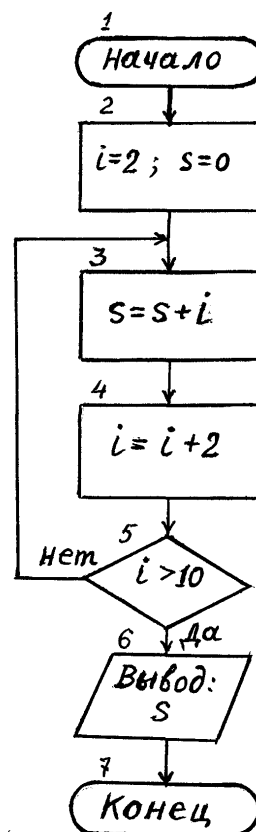 1
Начало
2
i=2 ; s=0
3
s=s+i
4
i= i+2
5
Нет
i>10
Да
6
Вывод:
S
7
Конец